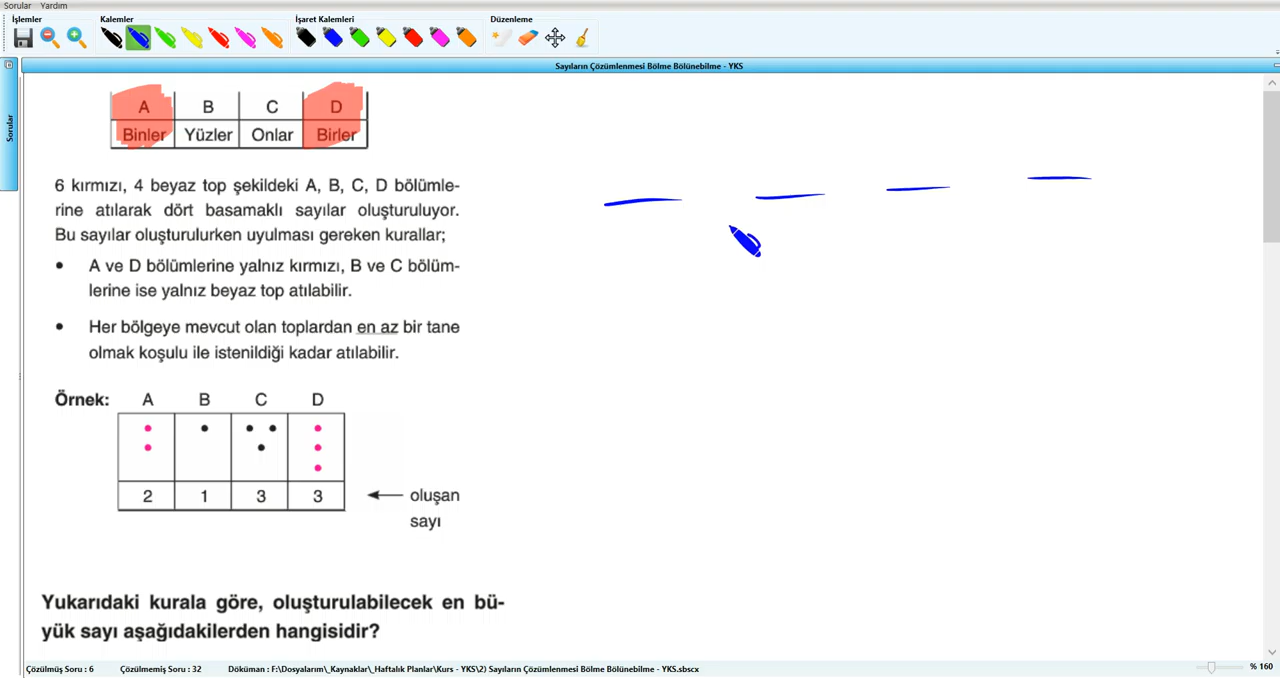 Sorular Yardım
İşlemler Kalemler İşaret Kalemleri Düzenleme
Sayıların Çözümlenmesi Bölme Bölünebilme - YKS
Sorular
A B C D
Binler Yüzler Onlar Birler
6 kırmızı, 4 beyaz top şekildeki A, B, C, D bölümle-
rine atılarak dört basamaklı sayılar oluşturuluyor.
Bu sayılar oluşturulurken uyulması gereken kurallar;
• A ve D bölümlerine yalnız kırmızı, B ve C bölüm-
lerine ise yalnız beyaz top atılabilir.
• Her bölgeye mevcut olan toplardan en az bir tane
olmak koşulu ile istenildiği kadar atılabilir.
Örnek: A B C D
2 1 3 3 oluşan
sayı
Yukarıdaki kurala göre, oluşturulabilecek en bü-
yük sayı aşağıdakilerden hangisidir?
Çözülmüş Soru : 6 Çözülmemiş Soru : 32 Döküman : F:\Dosyalarım\_Kaynaklar\_Haftalık Planlar\Kurs - YKS\2) Sayıların Çözümlenmesi Bölme Bölünebilme - YKS.sbscx % 160